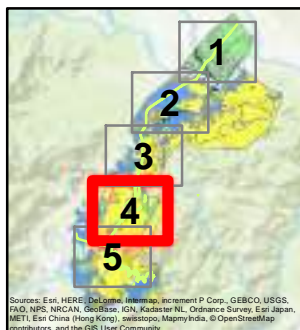 1
2
3
4
5
Sources: Esri, HERE, DeLorme, Intermap, increment P Corp., GEBCO, USGS,
FAO, NPS, NRCAN, GeoBase, IGN, Kadaster NL, Ordnance Survey, Esri Japan,
METI, Esri China (Hong Kong), swisstopo, MapmyIndia, © OpenStreetMap
contributors, and the GIS User Community